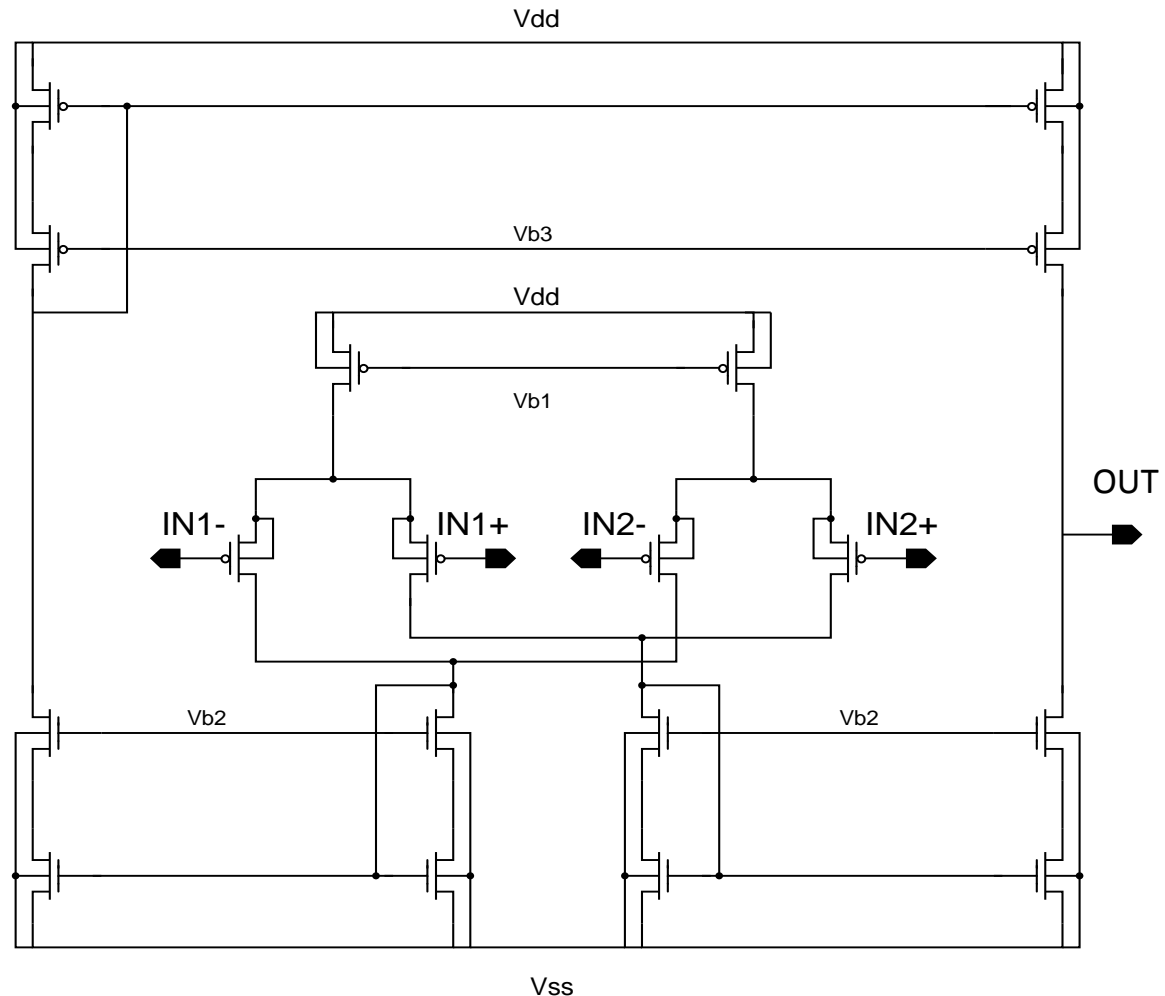 Vdd
Vb3
Vdd
Vb1
OUT
IN1- IN1+ IN2- IN2+
Vb2 Vb2
Vss